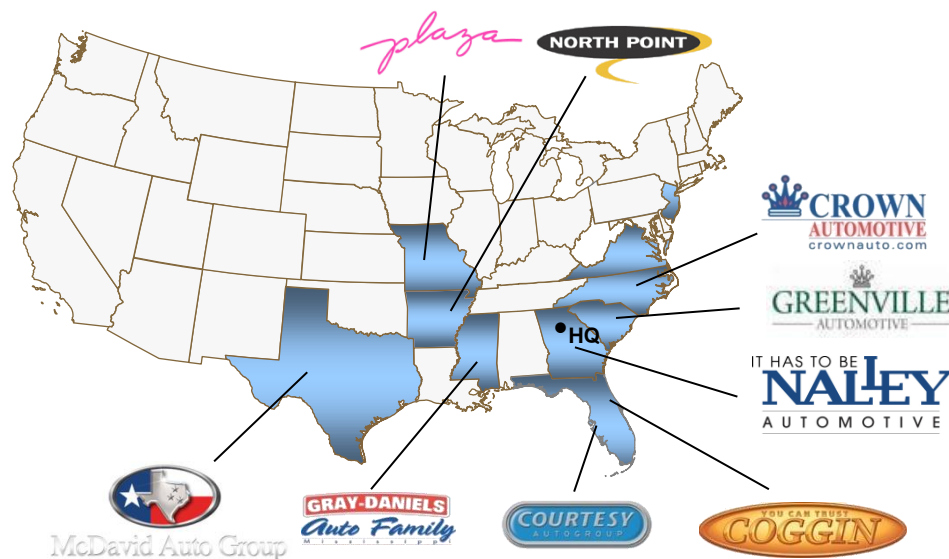 plaza
NORTH POINT
CROWN
AUTOMOTIVE
crownauto.com
GREENVILLE
AUTOMOTIVE
HQ
IT HAS TO BE
NALLEY
AUTOMOTIVE
McDavid Auto Group
GRAY-DANIELS
Auto Family
Mississippi
COURTESY
AUTOGROUP
YOU CAN TRUST
COGGIN